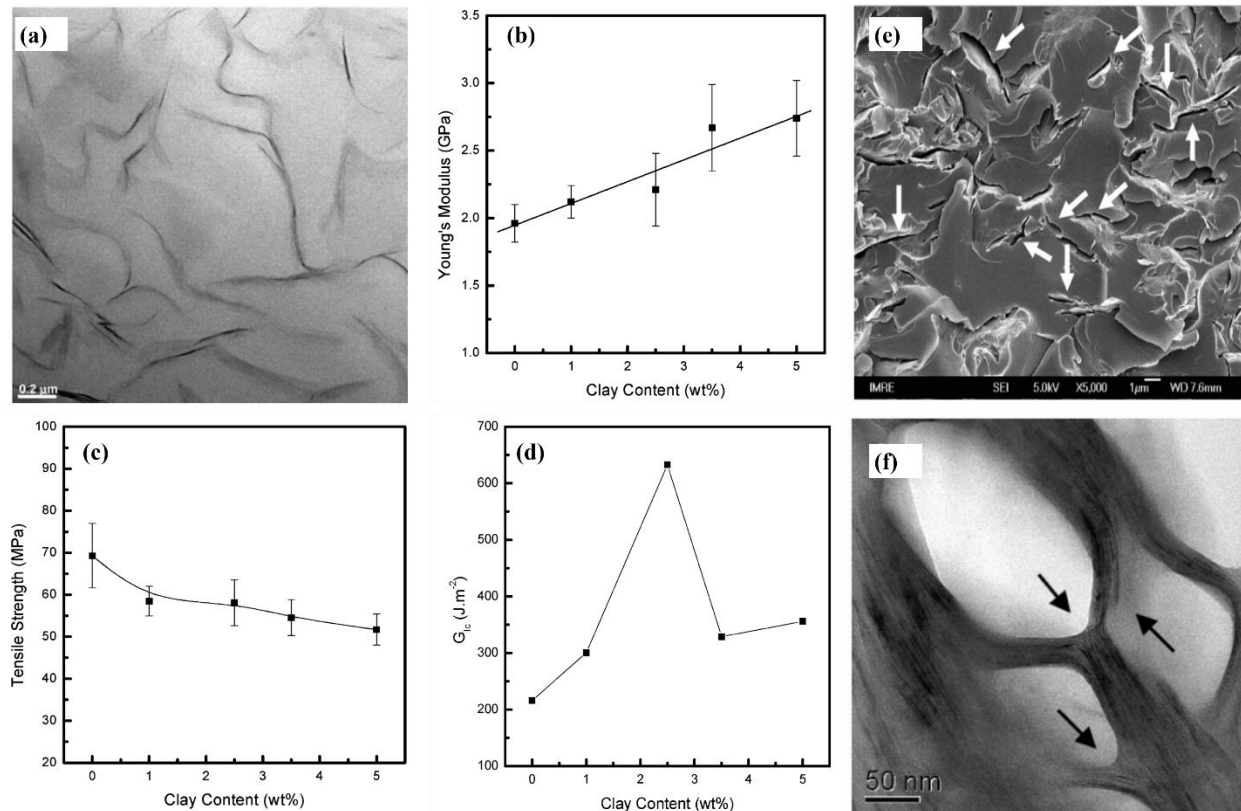 (a)
0.2 µm
(b)
Young's Modulus (GPa)
3.5
3.0
2.5
2.0
1.5
1.0
0 1 2 3 4 5
Clay Content (wt%)
(e)
IMRE SEI 5.0kV X5,000 1µm WD 7.6mm
(c)
Tensile Strength (MPa)
100
90
80
70
60
50
40
30
20
0 1 2 3 4 5
Clay Content (wt%)
(d)
G_Ic (J.m⁻²)
700
600
500
400
300
200
100
0 1 2 3 4 5
Clay Content (wt%)
(f)
50 nm